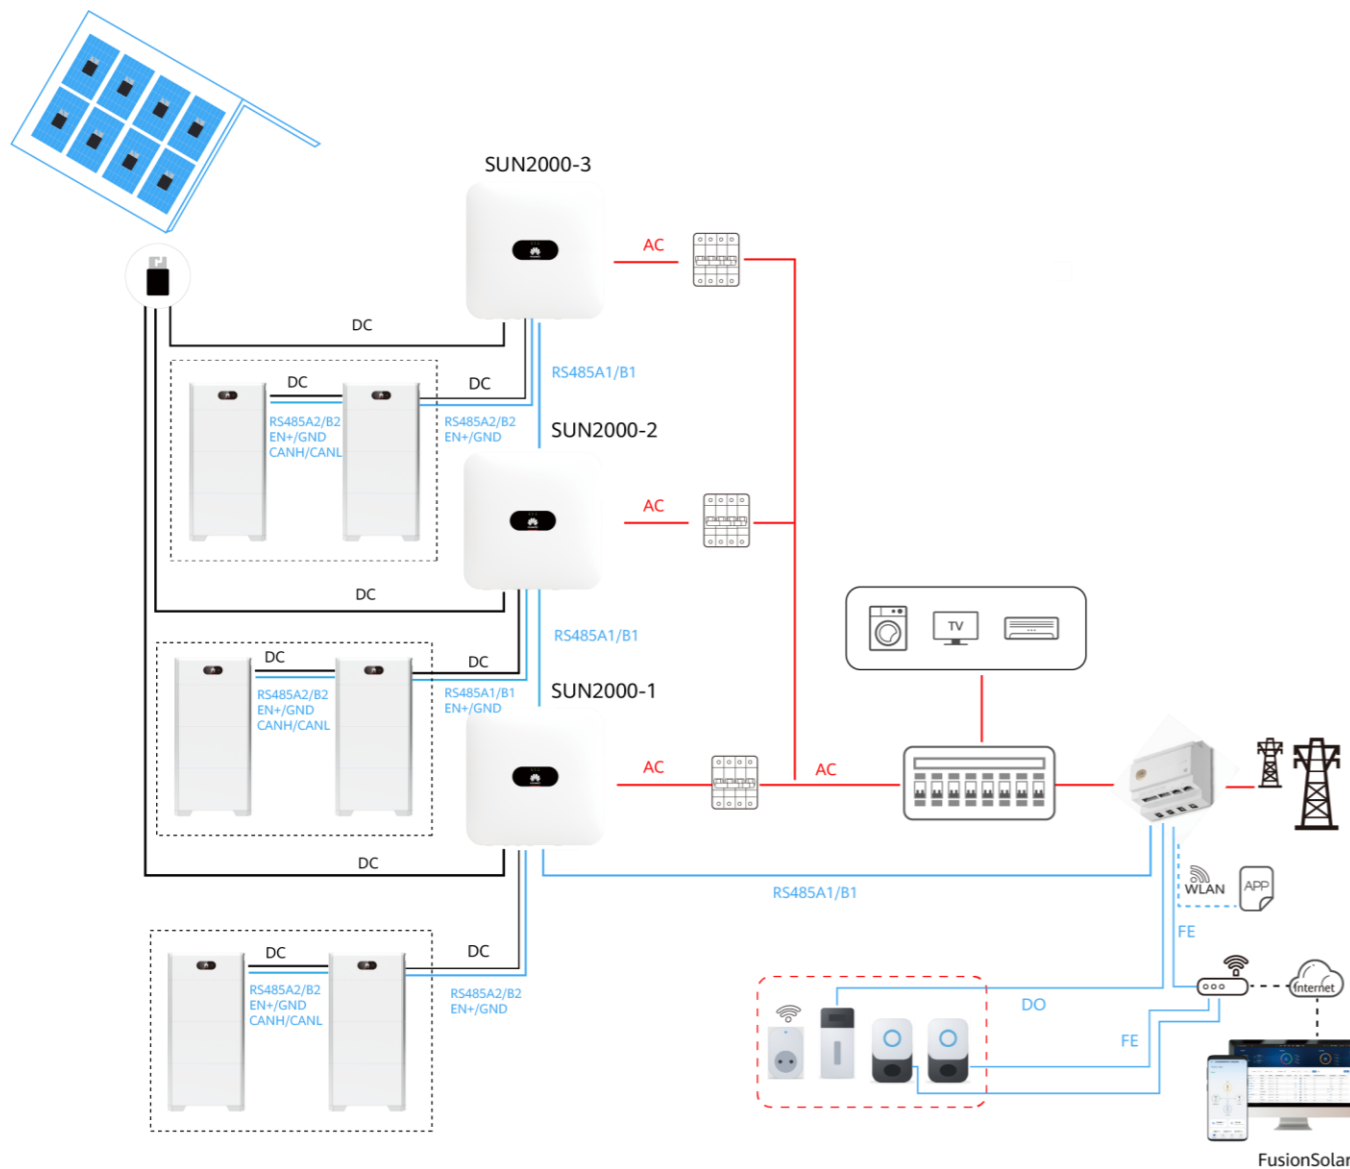 SUN2000-3
AC
DC
RS485A1/B1
DC
DC
RS485A2/B2
EN+/GND
CANH/CANL
RS485A2/B2
EN+/GND
SUN2000-2
AC
DC
RS485A1/B1
TV
DC
DC
RS485A2/B2
EN+/GND
CANH/CANL
RS485A1/B1
EN+/GND
SUN2000-1
AC
AC
DC
RS485A1/B1
WLAN
APP
FE
DC
DC
RS485A2/B2
EN+/GND
CANH/CANL
RS485A2/B2
EN+/GND
Internet
DO
FE
FusionSolar